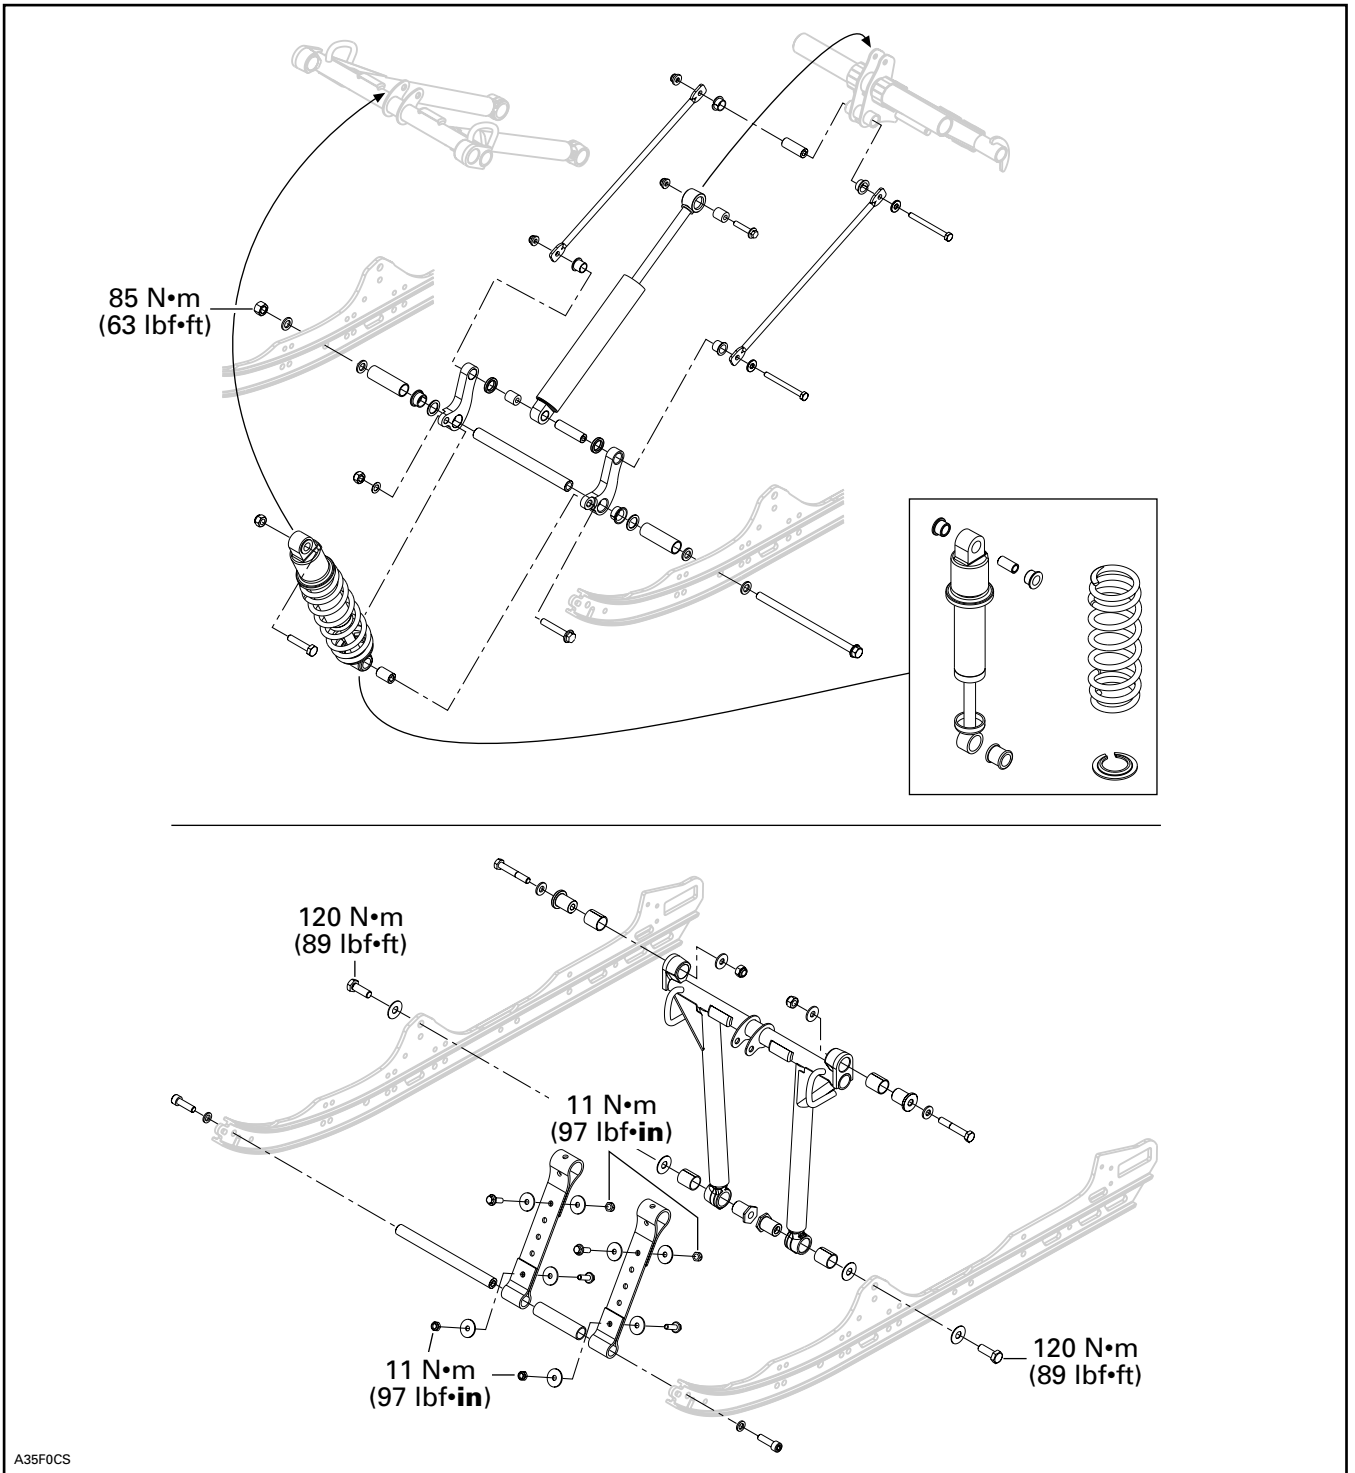 85 N•m
(63 lbf•ft)
120 N•m
(89 lbf•ft)
11 N•m
(97 lbf•in)
11 N•m
(97 lbf•in)
120 N•m
(89 lbf•ft)
A35F0CS